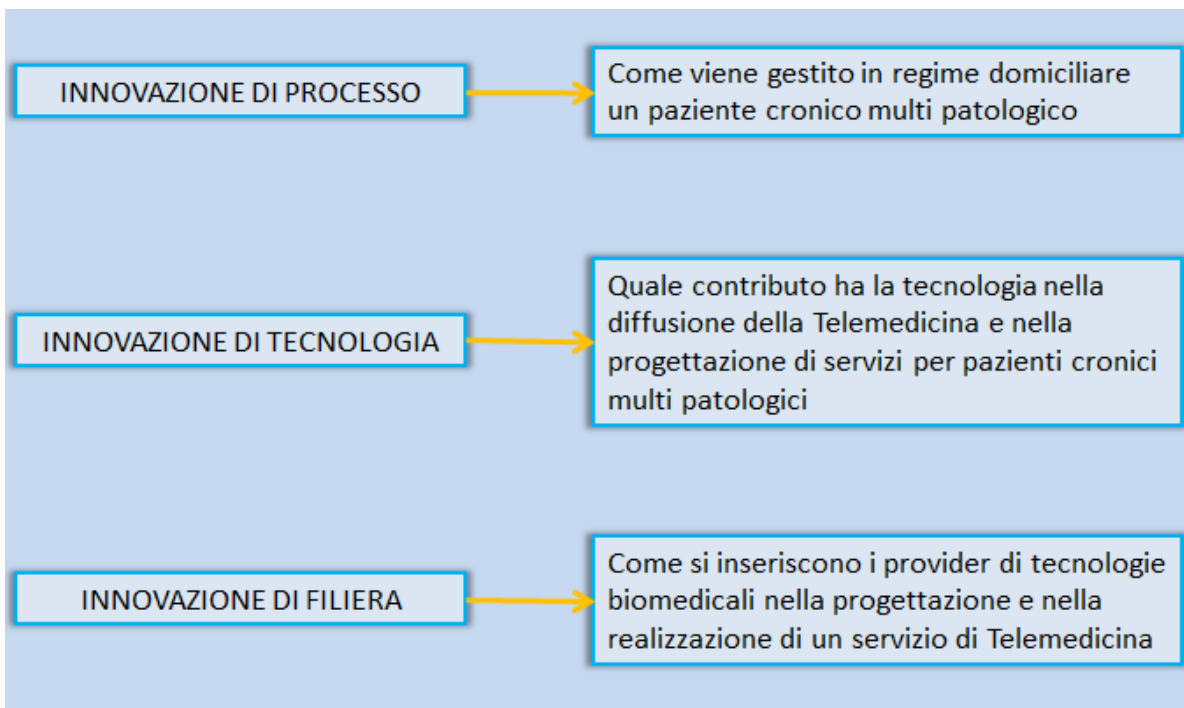 INNOVAZIONE DI PROCESSO
Come viene gestito in regime domiciliare
un paziente cronico multi patologico
INNOVAZIONE DI TECNOLOGIA
Quale contributo ha la tecnologia nella
diffusione della Telemedicina e nella
progettazione di servizi per pazienti cronici
multi patologici
INNOVAZIONE DI FILIERA
Come si inseriscono i provider di tecnologie
biomedicali nella progettazione e nella
realizzazione di un servizio di Telemedicina